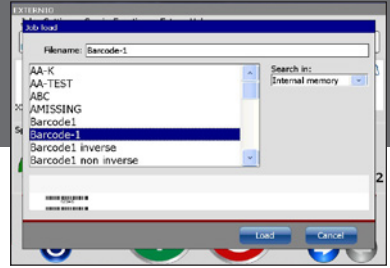 EXTERNIO
Job load
Filename: Barcode-1
Search in:
Internal memory
AA-K
AA-TEST
ABC
AMISSING
Barcode1
Barcode-1
Barcode1 inverse
Barcode1 non inverse
2
Load Cancel